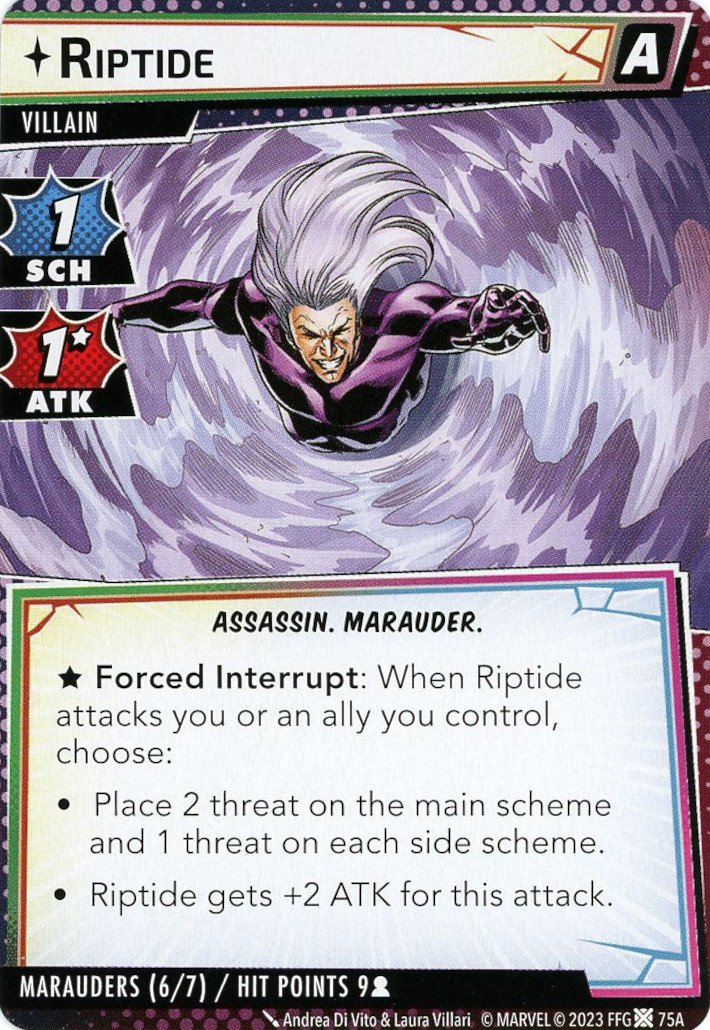 RIPTIDE
A
VILLAIN
1
SCH
1
ATK
ASSASSIN. MARAUDER.
★ Forced Interrupt: When Riptide
attacks you or an ally you control,
choose:
• Place 2 threat on the main scheme
and 1 threat on each side scheme.
• Riptide gets +2 ATK for this attack.
MARAUDERS (6/7) / HIT POINTS 9
Andrea Di Vito & Laura Villari © MARVEL © 2023 FFG 75A